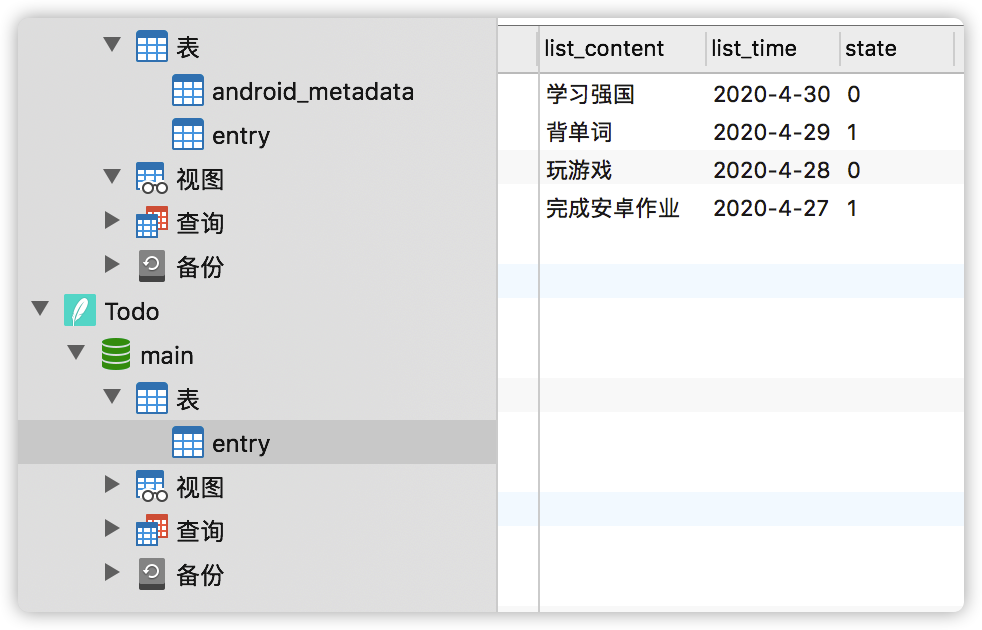 表
android_metadata
entry
视图
查询
备份
Todo
main
表
entry
视图
查询
备份
list_content list_time state
学习强国 2020-4-30 0
背单词 2020-4-29 1
玩游戏 2020-4-28 0
完成安卓作业 2020-4-27 1